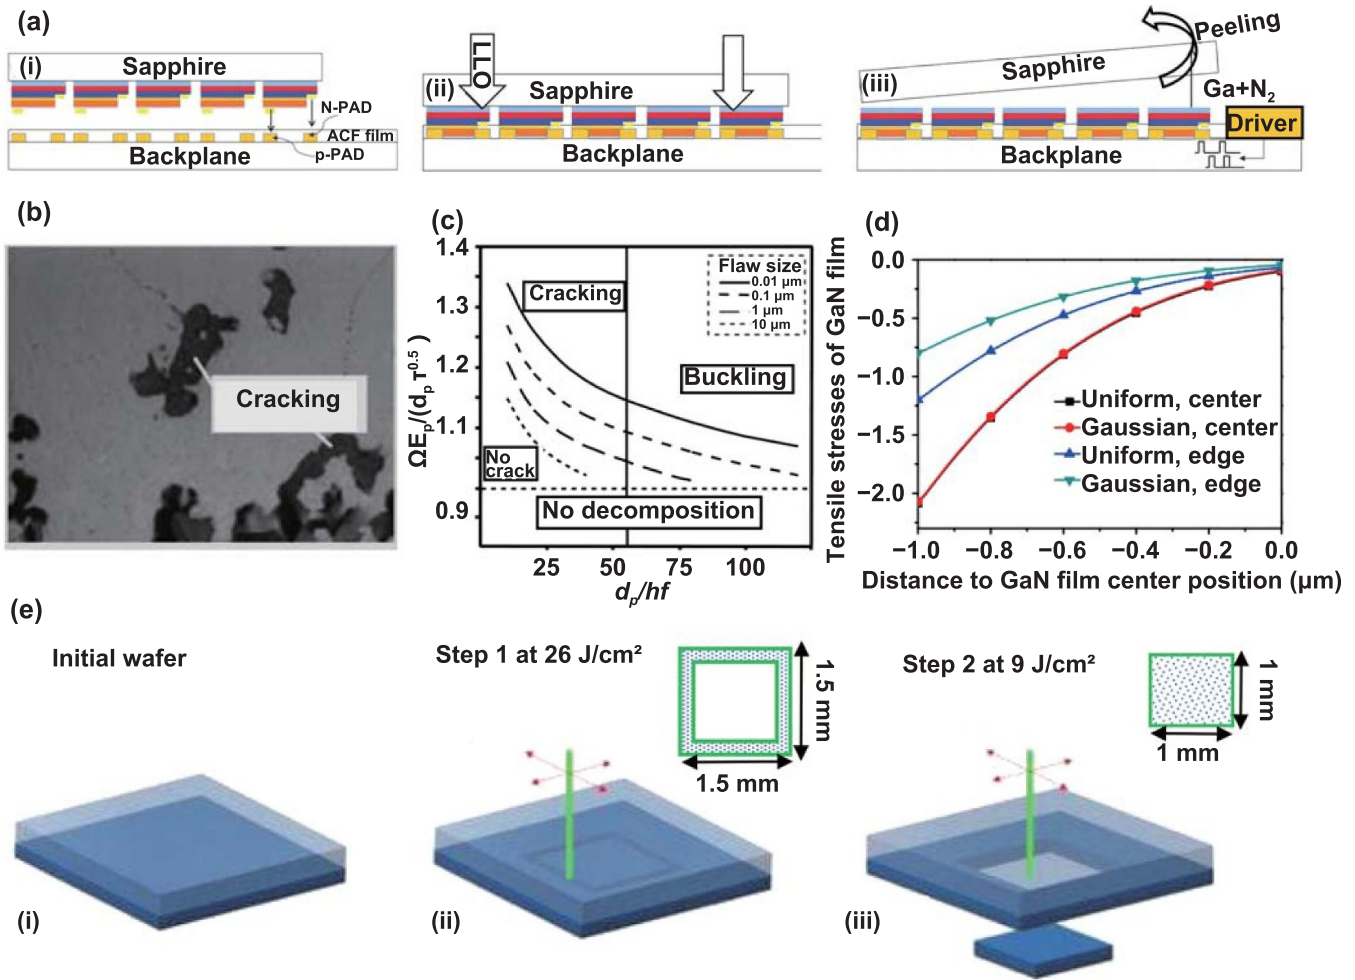 (a)
(i)
Sapphire
N-PAD
ACF film
p-PAD
Backplane
LLO
(ii)
Sapphire
Backplane
Peeling
(iii)
Sapphire
Ga+N₂
Driver
Backplane
(b)
Cracking
(c)
1.4
1.3
1.2
1.1
0.9
ΩEₚ/(dₚ τ⁰·⁵)
Flaw size
0.01 μm
0.1 μm
1 μm
10 μm
Cracking
Buckling
No
crack
No decomposition
25
50
75
100
dₚ/hf
(d)
Tensile stresses of GaN film
0.0
−0.5
−1.0
−1.5
−2.0
Uniform, center
Gaussian, center
Uniform, edge
Gaussian, edge
−1.0
−0.8
−0.6
−0.4
−0.2
0.0
Distance to GaN film center position (μm)
(e)
Initial wafer
(i)
Step 1 at 26 J/cm²
1.5 mm
1.5 mm
(ii)
Step 2 at 9 J/cm²
1 mm
1 mm
(iii)